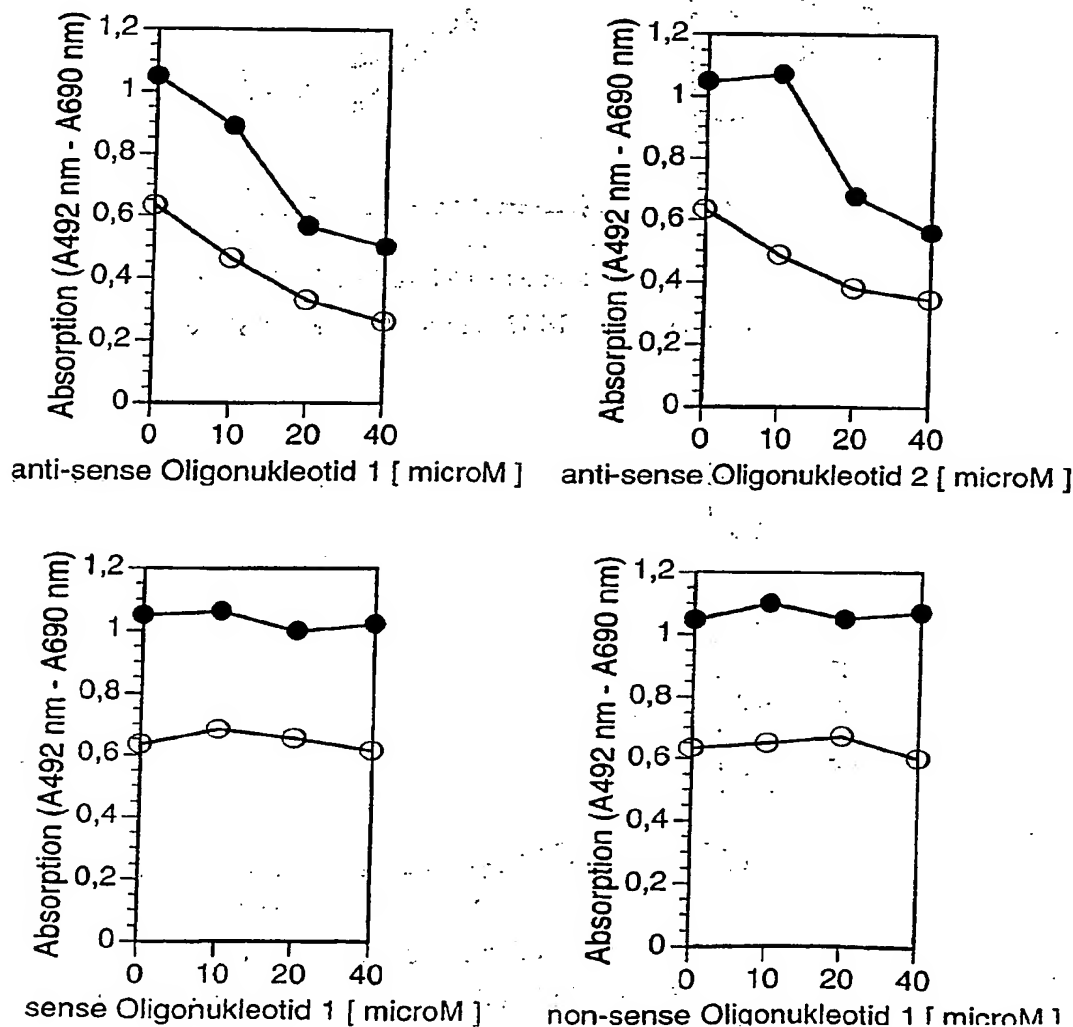 Absorption (A492 nm - A690 nm)
1,2
1
0,8
0,6
0,4
0,2
0
0 10 20 40
anti-sense Oligonukleotid 1 [ microM ]
Absorption (A492 nm - A690 nm)
1,2
1
0,8
0,6
0,4
0,2
0
0 10 20 40
anti-sense Oligonukleotid 2 [ microM ]
Absorption (A492 nm - A690 nm)
1,2
1
0,8
0,6
0,4
0,2
0
0 10 20 40
sense Oligonukleotid 1 [ microM ]
Absorption (A492 nm - A690 nm)
1,2
1
0,8
0,6
0,4
0,2
0
0 10 20 40
non-sense Oligonukleotid 1 [ microM ]